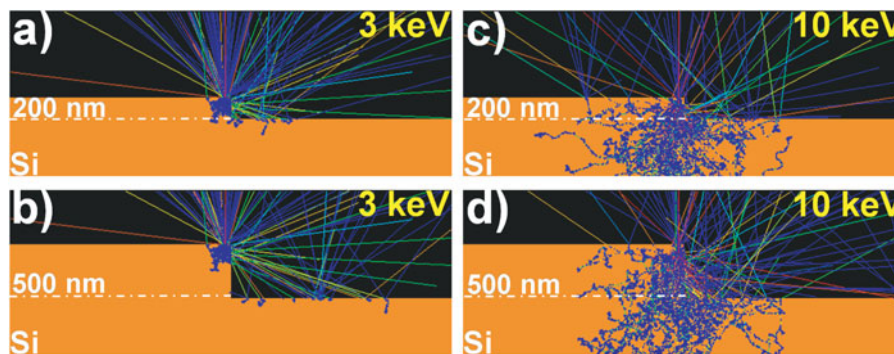 a) 3 keV
200 nm
Si
b) 3 keV
500 nm
Si
c) 10 keV
200 nm
Si
d) 10 keV
500 nm
Si